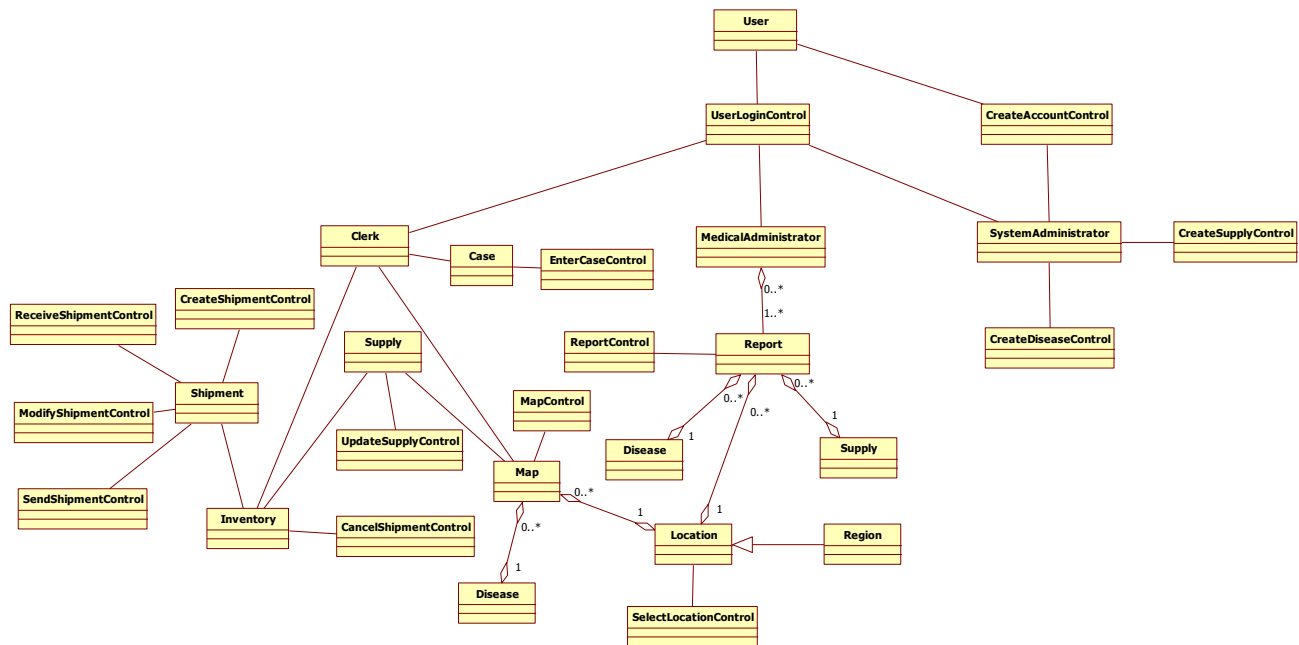 User
UserLoginControl
CreateAccountControl
Clerk
MedicalAdministrator
SystemAdministrator
CreateSupplyControl
Case
EnterCaseControl
0..*
1..*
CreateShipmentControl
ReceiveShipmentControl
Supply
ReportControl
Report
CreateDiseaseControl
Shipment
0..*
0..*
0..*
MapControl
ModifyShipmentControl
UpdateSupplyControl
1
1
Disease
Supply
Map
0..*
SendShipmentControl
Inventory
CancelShipmentControl
0..*
1
1
Location
Region
1
Disease
SelectLocationControl